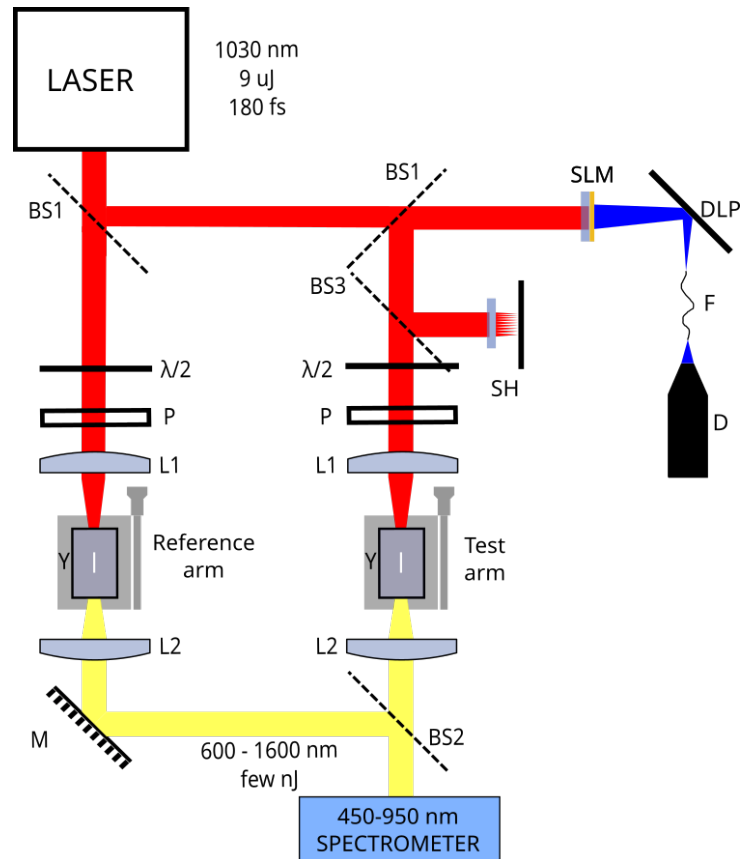 LASER
1030 nm
9 uJ
180 fs
BS1
BS1
SLM
DLP
BS3
F
λ/2
λ/2
SH
P
P
D
L1
L1
Y
Reference
arm
Y
Test
arm
L2
L2
M
BS2
600 - 1600 nm
few nJ
450-950 nm
SPECTROMETER